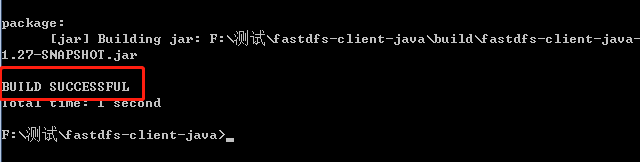 package:
[jar] Building jar: F:\测试\fastdfs-client-java\build\fastdfs-client-java-
1.27-SNAPSHOT.jar
BUILD SUCCESSFUL
Total time: 1 second
F:\测试\fastdfs-client-java>_